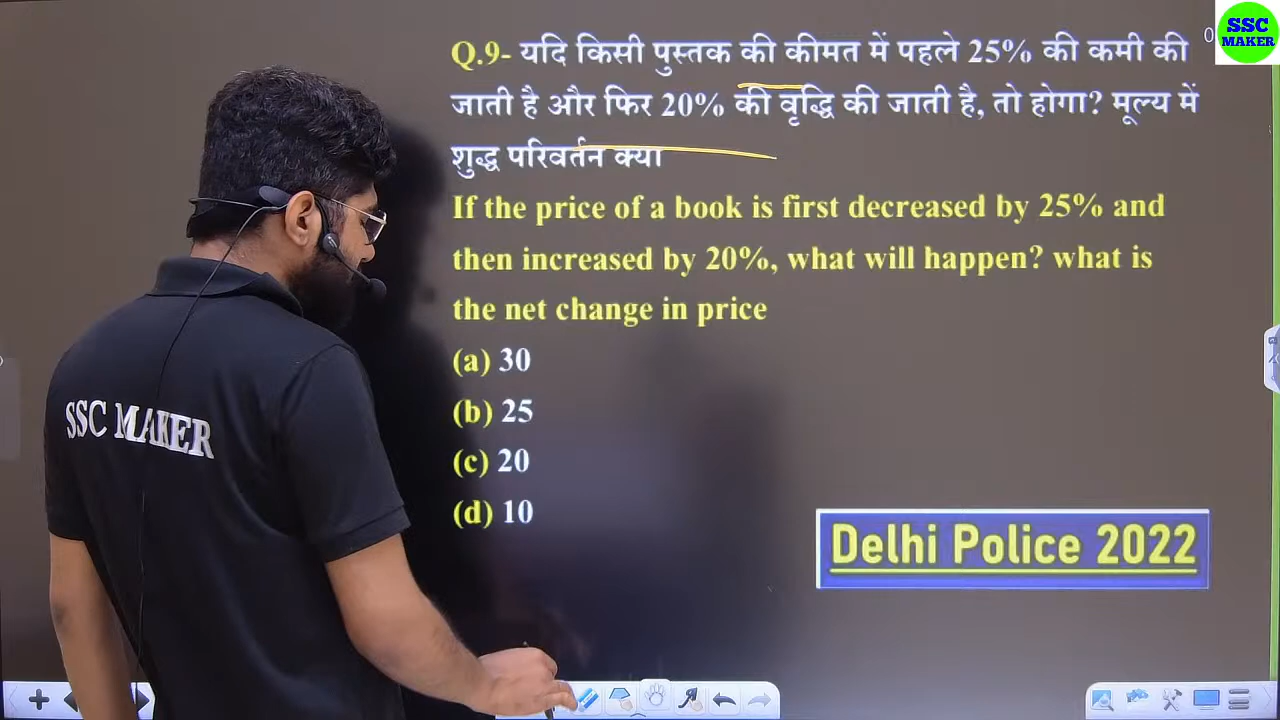 SSC
MAKER
Q.9- यदि किसी पुस्तक की कीमत में पहले 25% की कमी की
जाती है और फिर 20% की वृद्धि की जाती है, तो होगा? मूल्य में
शुद्ध परिवर्तन क्या
If the price of a book is first decreased by 25% and
then increased by 20%, what will happen? what is
the net change in price
(a) 30
(b) 25
(c) 20
(d) 10
SSC MAKER
Delhi Police 2022